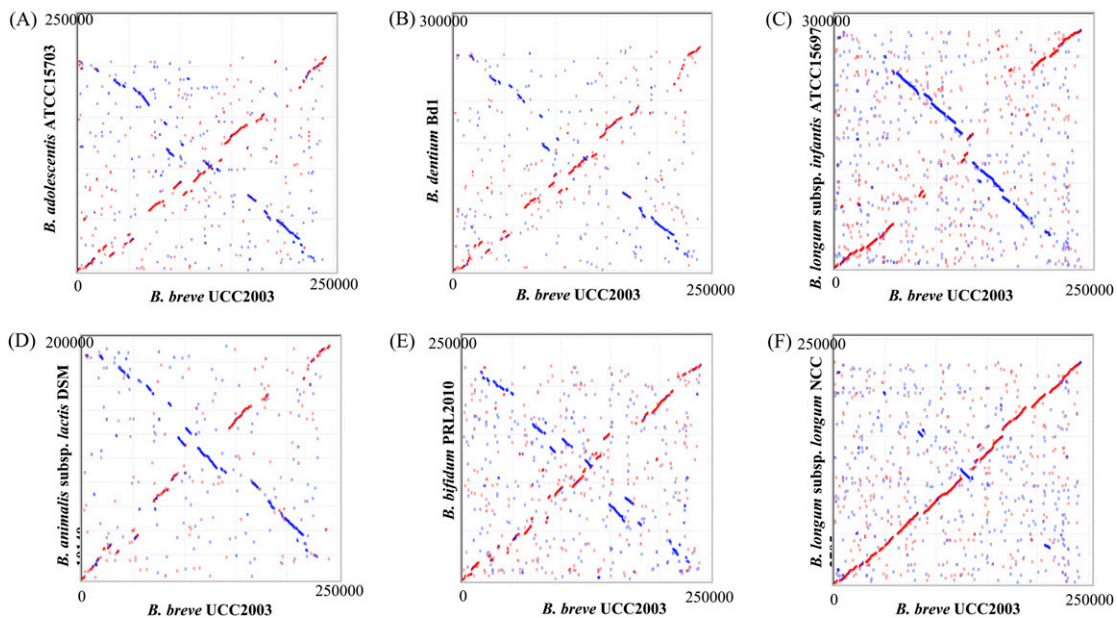 (A)
250000
B. adolescentis ATCC15703
0
250000
B. breve UCC2003
(B)
300000
B. dentium Bd1
0
250000
B. breve UCC2003
(C)
300000
B. longum subsp. infantis ATCC15697
0
250000
B. breve UCC2003
(D)
200000
B. animalis subsp. lactis DSM
0
250000
B. breve UCC2003
(E)
250000
B. bifidum PRL2010
0
250000
B. breve UCC2003
(F)
250000
B. longum subsp. longum NCC
0
250000
B. breve UCC2003